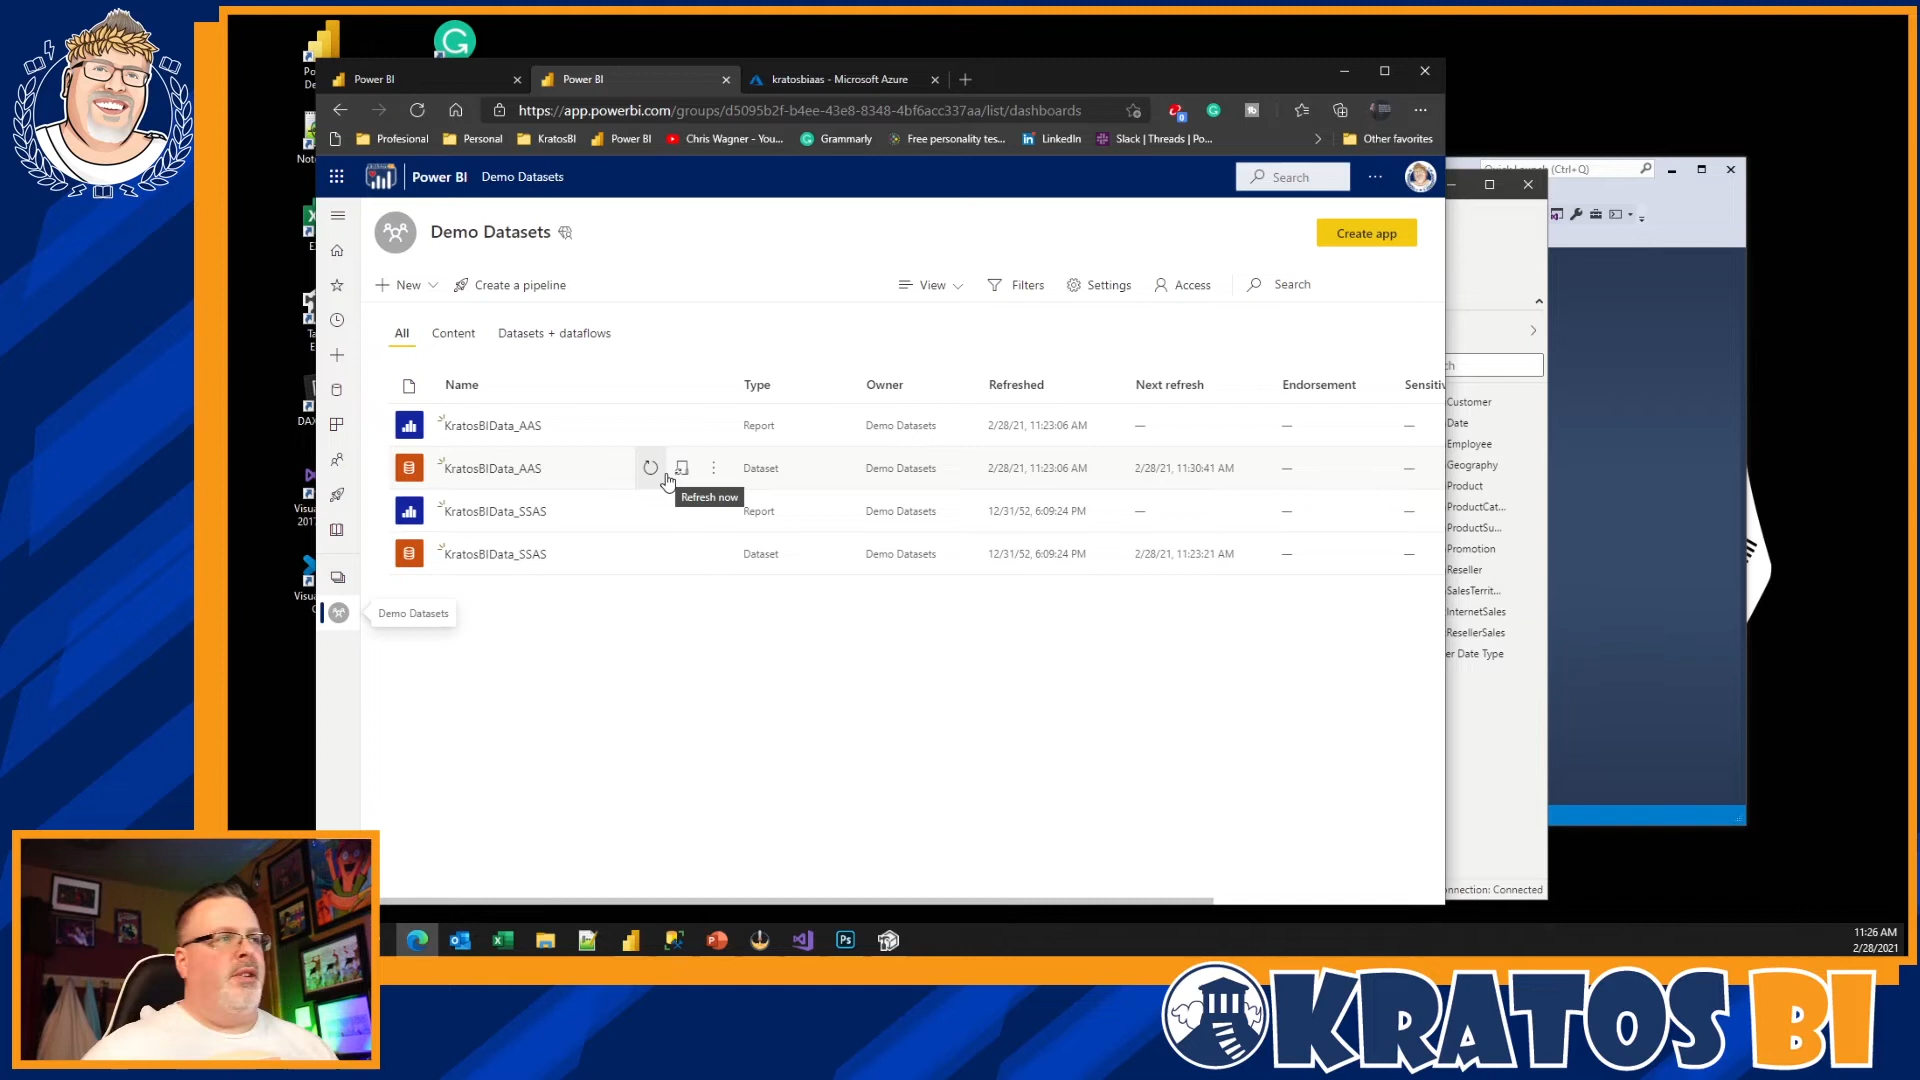 Power BI
Power BI
kratosbiaas - Microsoft Azure
https://app.powerbi.com/groups/d5095b2f-b4ee-43e8-8348-4bf6acc337aa/list/dashboards
Profesional
Personal
KratosBI
Power BI
Chris Wagner - You...
Grammarly
Free personality tes...
LinkedIn
Slack | Threads | Po...
Other favorites
Power BI
Demo Datasets
Search
(Ctrl+Q)
Demo Datasets
Create app
New
Create a pipeline
View
Filters
Settings
Access
Search
All
Content
Datasets + dataflows
Name Type Owner Refreshed Next refresh Endorsement Sensiti
KratosBIData_AAS Report Demo Datasets 2/28/21, 11:23:06 AM — — —
KratosBIData_AAS Dataset Demo Datasets 2/28/21, 11:23:06 AM 2/28/21, 11:30:41 AM — —
Refresh now
KratosBIData_SSAS Report Demo Datasets 12/31/52, 6:09:24 PM — — —
KratosBIData_SSAS Dataset Demo Datasets 12/31/52, 6:09:24 PM 2/28/21, 11:23:21 AM — —
Demo Datasets
Customer
Date
Employee
Geography
Product
ProductCat...
ProductSu...
Promotion
Reseller
SalesTerrit...
InternetSales
ResellerSales
er Date Type
nnection: Connected
11:26 AM
2/28/2021
KRATOS BI